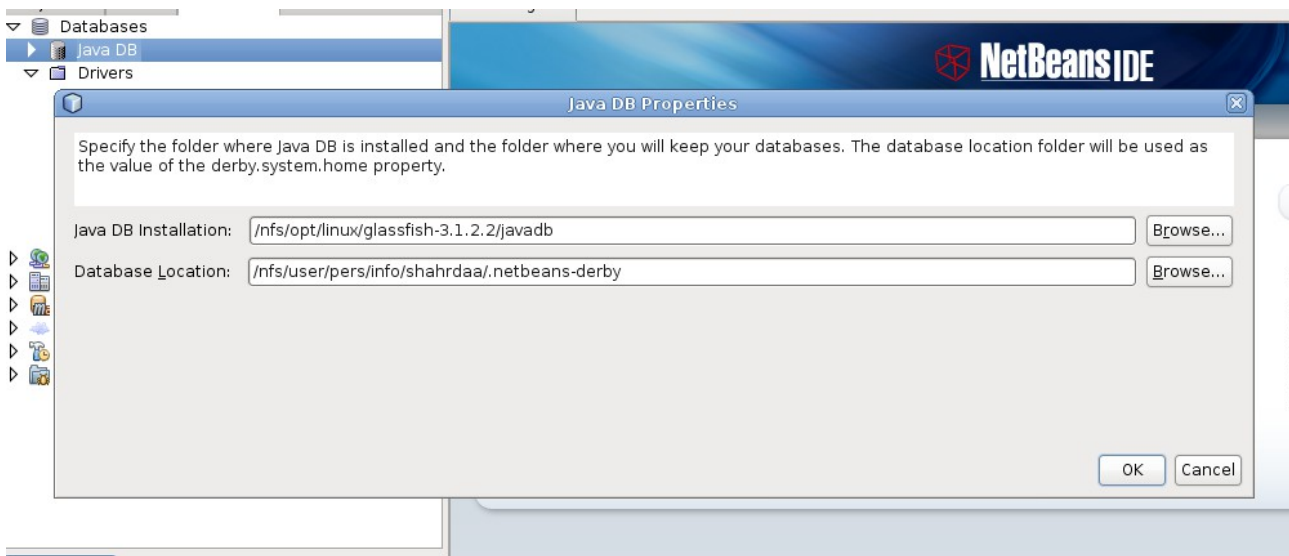 Databases
Java DB
Drivers
NetBeans IDE
Java DB Properties
Specify the folder where Java DB is installed and the folder where you will keep your databases. The database location folder will be used as
the value of the derby.system.home property.
Java DB Installation: /nfs/opt/linux/glassfish-3.1.2.2/javadb Browse...
Database Location: /nfs/user/pers/info/shahrdaa/.netbeans-derby Browse...
OK Cancel